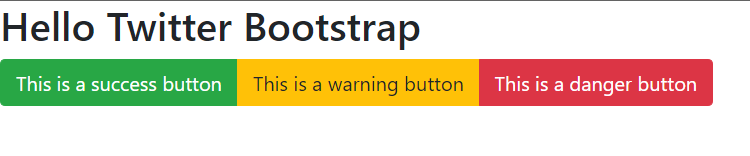 Hello Twitter Bootstrap
This is a success button This is a warning button This is a danger button